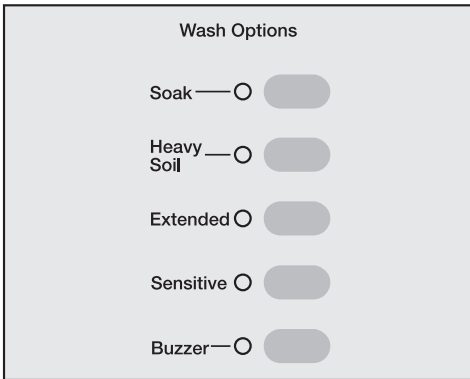 Wash Options
Soak
Heavy
Soil
Extended
Sensitive
Buzzer